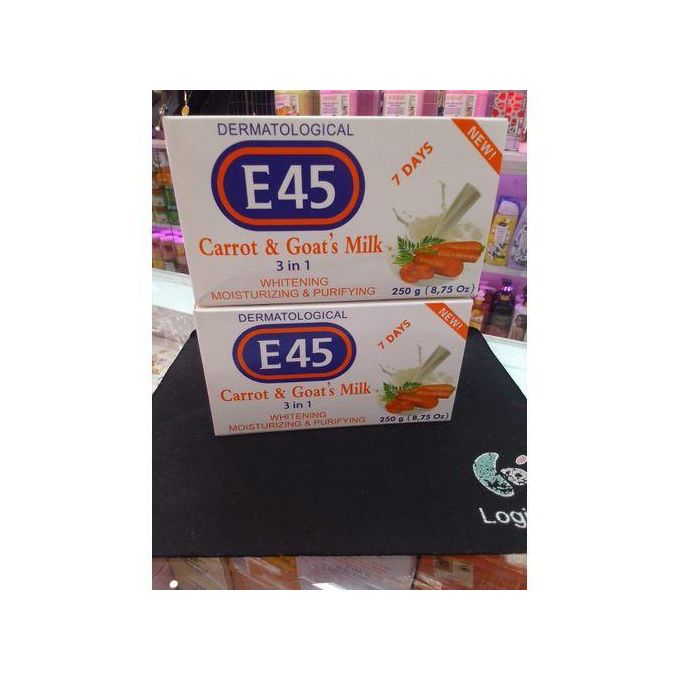 DERMATOLOGICAL
E45
7 DAYS
NEW!
Carrot & Goat's Milk
3 in 1
WHITENING
MOISTURIZING & PURIFYING
250 g (8,75 Oz)
DERMATOLOGICAL
E45
7 DAYS
NEW!
Carrot & Goat's Milk
3 in 1
WHITENING
MOISTURIZING & PURIFYING
250 g (8,75 Oz)
Logi